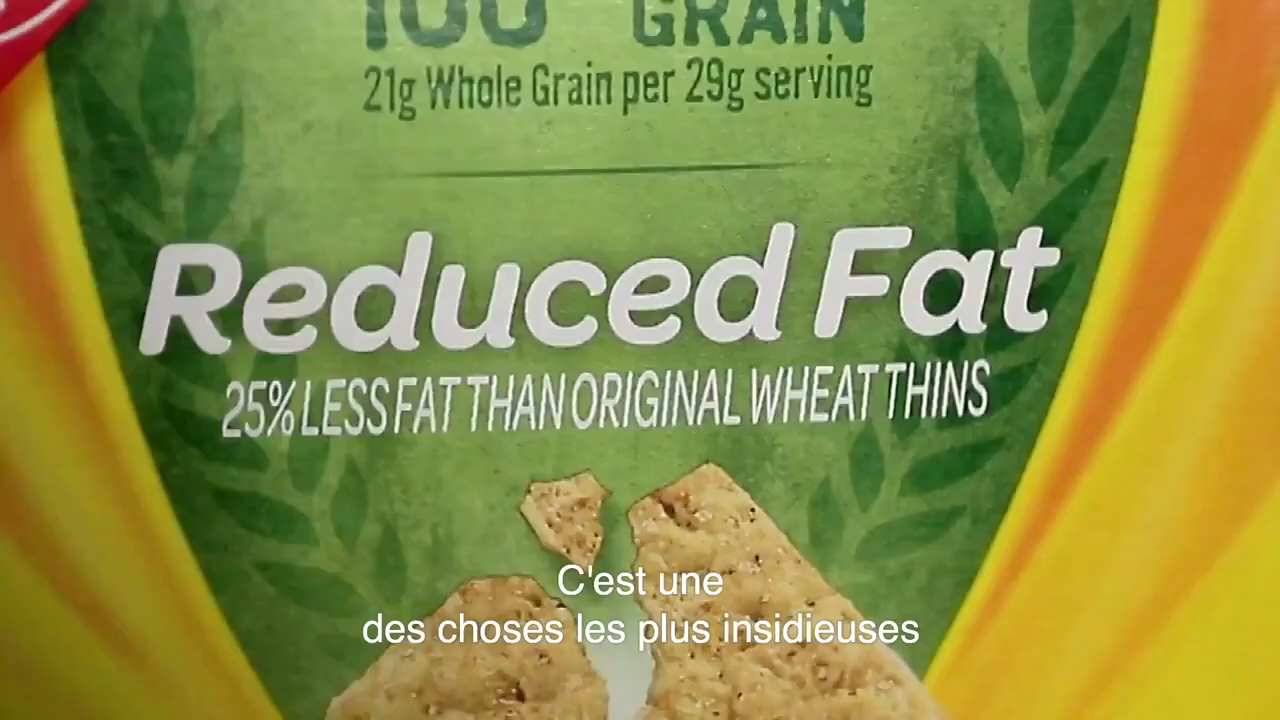 100 GRAIN
21g Whole Grain per 29g serving
Reduced Fat
25% LESS FAT THAN ORIGINAL WHEAT THINS
C'est une
des choses les plus insidieuses